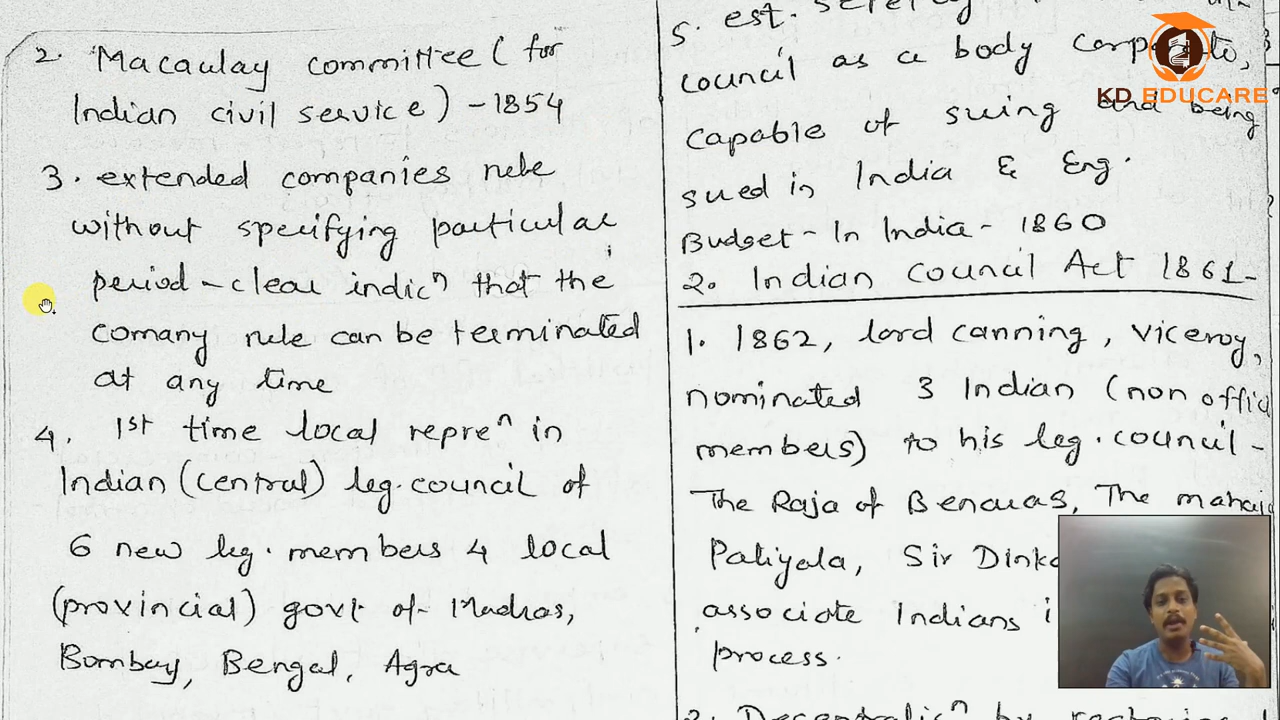 2. Macaulay committee (for
Indian civil service) - 1854
3. extended companies rule
without specifying particular
period - clear indicn that the
comany rule can be terminated
at any time
4. 1st time local repren in
Indian (central) leg. council of
6 new leg. members 4 local
(provincial) govt of Madras,
Bombay, Bengal, Agra
5. est.
council as a body
capable of suing and being
sued in India & Eng.
Budget - In India - 1860
2. Indian Council Act 1861-
1. 1862, lord canning, viceroy,
nominated 3 Indian (non offic
members) to his leg. council -
The Raja of Benaras, The mahaj
Patiyala, Sir Dinka
associate Indians i
process.
KD EDUCARE